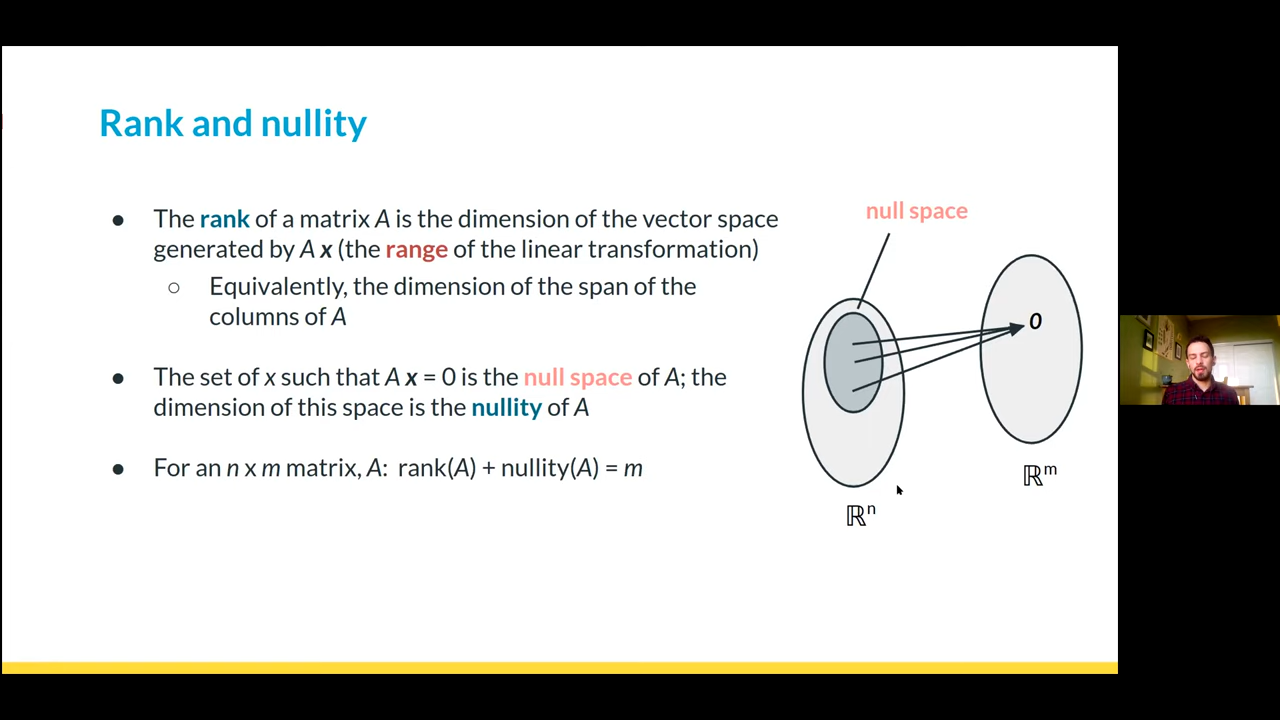 Rank and nullity
● The rank of a matrix A is the dimension of the vector space
generated by A x (the range of the linear transformation)
○ Equivalently, the dimension of the span of the
columns of A
● The set of x such that A x = 0 is the null space of A; the
dimension of this space is the nullity of A
● For an n x m matrix, A: rank(A) + nullity(A) = m
null space
0
ℝⁿ
ℝᵐ